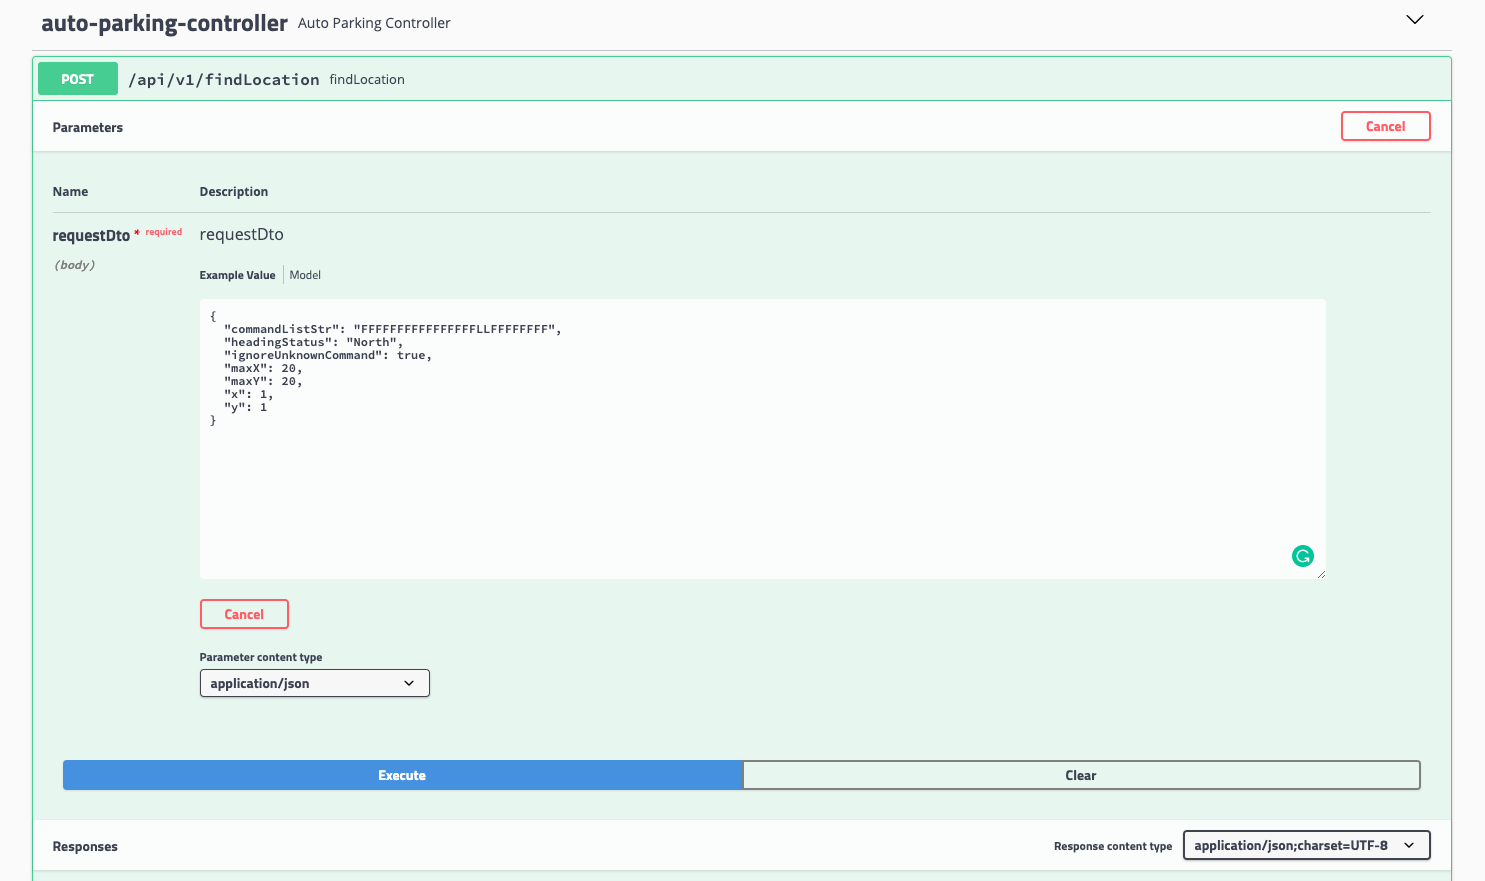 auto-parking-controller Auto Parking Controller
POST /api/v1/findLocation findLocation
Parameters Cancel
Name Description
requestDto * required requestDto
(body)
Example Value Model
{
  "commandListStr": "FFFFFFFFFFFFFFFFLLFFFFFFFF",
  "headingStatus": "North",
  "ignoreUnknownCommand": true,
  "maxX": 20,
  "maxY": 20,
  "x": 1,
  "y": 1
}
Cancel
Parameter content type
application/json
Execute Clear
Responses Response content type application/json;charset=UTF-8